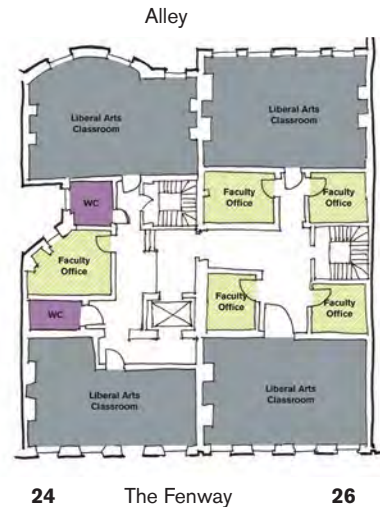 Alley
Liberal Arts
Classroom
Liberal Arts
Classroom
WC
Faculty
Office
Faculty
Office
Faculty
Office
WC
Faculty
Office
Faculty
Office
Liberal Arts
Classroom
Liberal Arts
Classroom
24 The Fenway 26